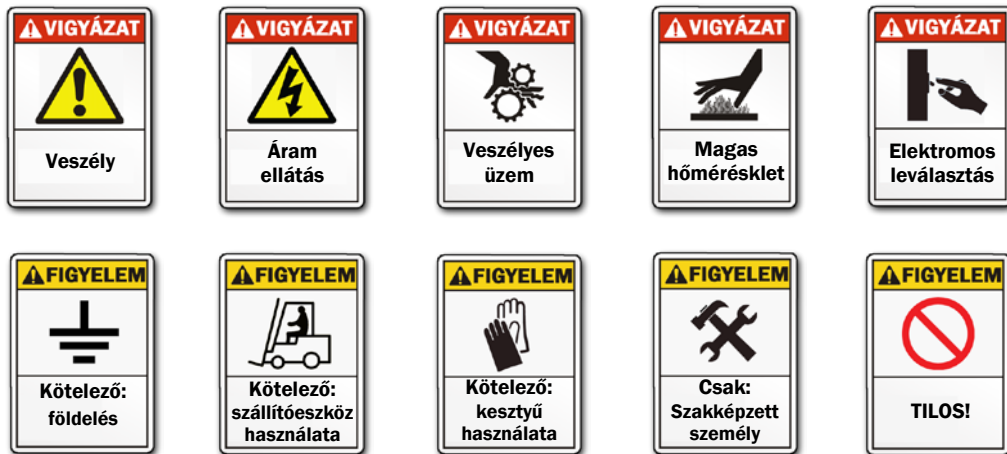 VIGYÁZAT
Veszély
VIGYÁZAT
Áram
ellátás
VIGYÁZAT
Veszélyes
üzem
VIGYÁZAT
Magas
hőmérésklet
VIGYÁZAT
Elektromos
leválasztás
FIGYELEM
Kötelező:
földelés
FIGYELEM
Kötelező:
szállítóeszköz
használata
FIGYELEM
Kötelező:
kesztyű
használata
FIGYELEM
Csak:
Szakképzett
személy
FIGYELEM
TILOS!